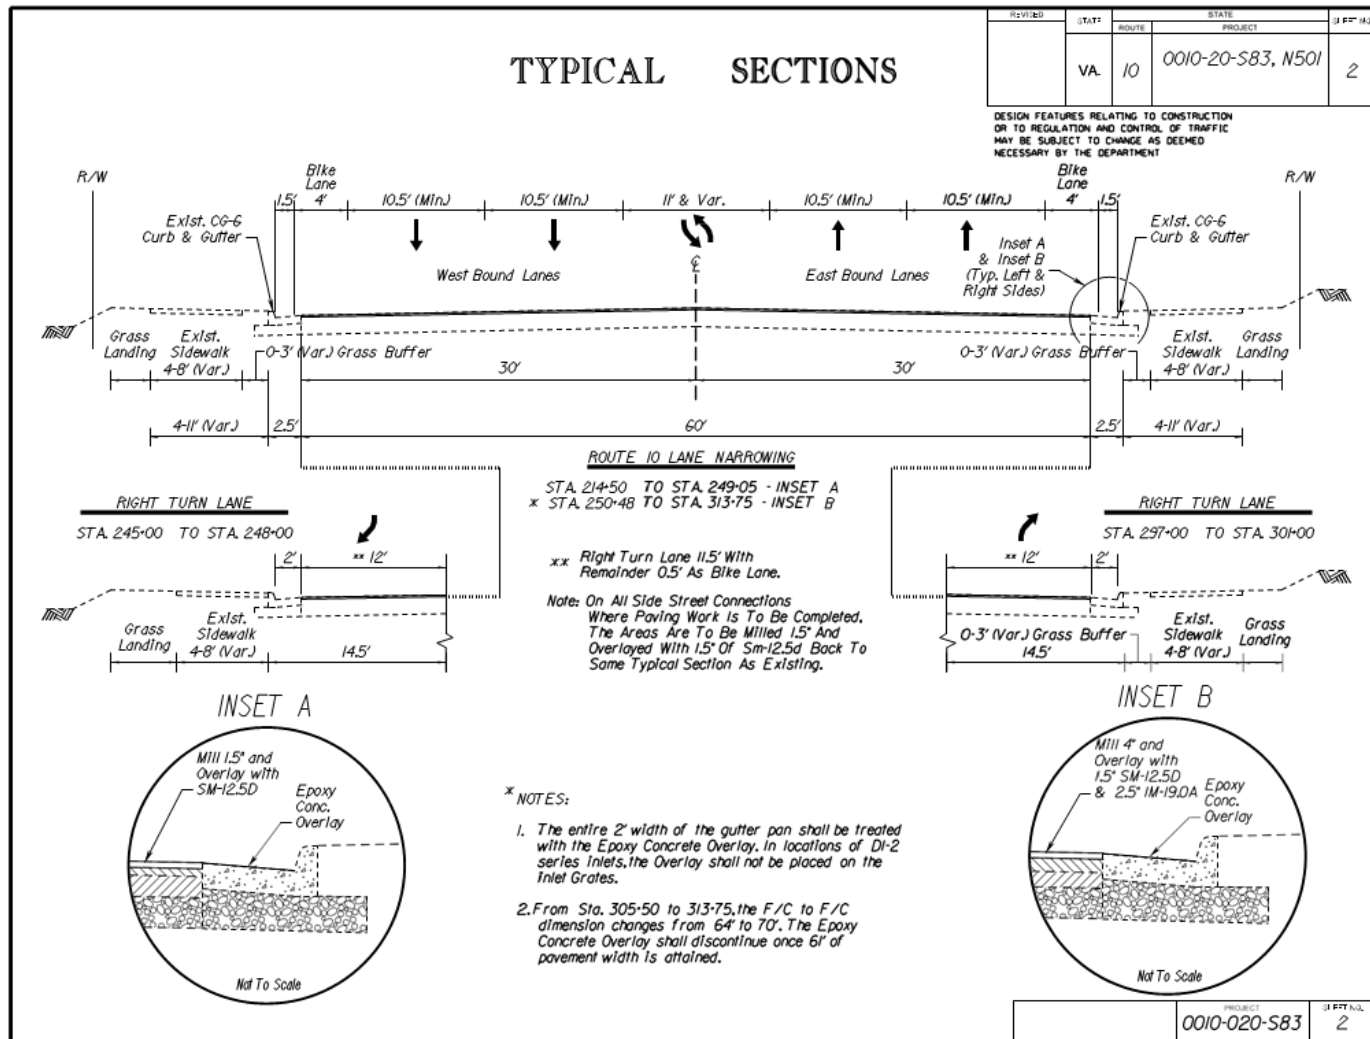 REVISED
STATE
STATE
SHEET NO.
ROUTE
PROJECT
VA.
10
0010-20-S83, N501
2
TYPICAL SECTIONS
DESIGN FEATURES RELATING TO CONSTRUCTION
OR TO REGULATION AND CONTROL OF TRAFFIC
MAY BE SUBJECT TO CHANGE AS DEEMED
NECESSARY BY THE DEPARTMENT
R/W
Bike
Lane
Bike
Lane
R/W
1.5' 4' 10.5' (Min.) 10.5' (Min.) 11' & Var. 10.5' (Min.) 10.5' (Min.) 4' 1.5'
Exist. CG-6
Curb & Gutter
Exist. CG-6
Curb & Gutter
West Bound Lanes
℄
East Bound Lanes
Inset A
& Inset B
(Typ. Left &
Right Sides)
Grass
Landing
Exist.
Sidewalk
4-8' (Var.)
0-3' (Var.) Grass Buffer
30'
30'
0-3' (Var.) Grass Buffer
Exist.
Sidewalk
4-8' (Var.)
Grass
Landing
4-11' (Var.) 2.5' 60' 2.5' 4-11' (Var.)
ROUTE 10 LANE NARROWING
STA. 214+50 TO STA. 249+05 - INSET A
* STA. 250+48 TO STA. 313+75 - INSET B
RIGHT TURN LANE
STA. 245+00 TO STA. 248+00
RIGHT TURN LANE
STA. 297+00 TO STA. 301+00
2' ** 12'
** 12' 2'
** Right Turn Lane 11.5' With
Remainder 0.5' As Bike Lane.
Note: On All Side Street Connections
Where Paving Work Is To Be Completed,
The Areas Are To Be Milled 1.5" And
Overlayed With 1.5" Of Sm-12.5d Back To
Same Typical Section As Existing.
Grass
Landing
Exist.
Sidewalk
4-8' (Var.)
14.5'
0-3' (Var.) Grass Buffer
14.5'
Exist.
Sidewalk
4-8' (Var.)
Grass
Landing
INSET A
Mill 1.5" and
Overlay with
SM-12.5D
Epoxy
Conc.
Overlay
Not To Scale
INSET B
Mill 4" and
Overlay with
1.5" SM-12.5D
& 2.5" IM-19.0A
Epoxy
Conc.
Overlay
Not To Scale
* NOTES:
1. The entire 2' width of the gutter pan shall be treated
with the Epoxy Concrete Overlay. In locations of DI-2
series inlets, the Overlay shall not be placed on the
inlet Grates.
2. From Sta. 305+50 to 313+75, the F/C to F/C
dimension changes from 64' to 70'. The Epoxy
Concrete Overlay shall discontinue once 61' of
pavement width is attained.
PROJECT
SHEET NO.
0010-020-S83
2